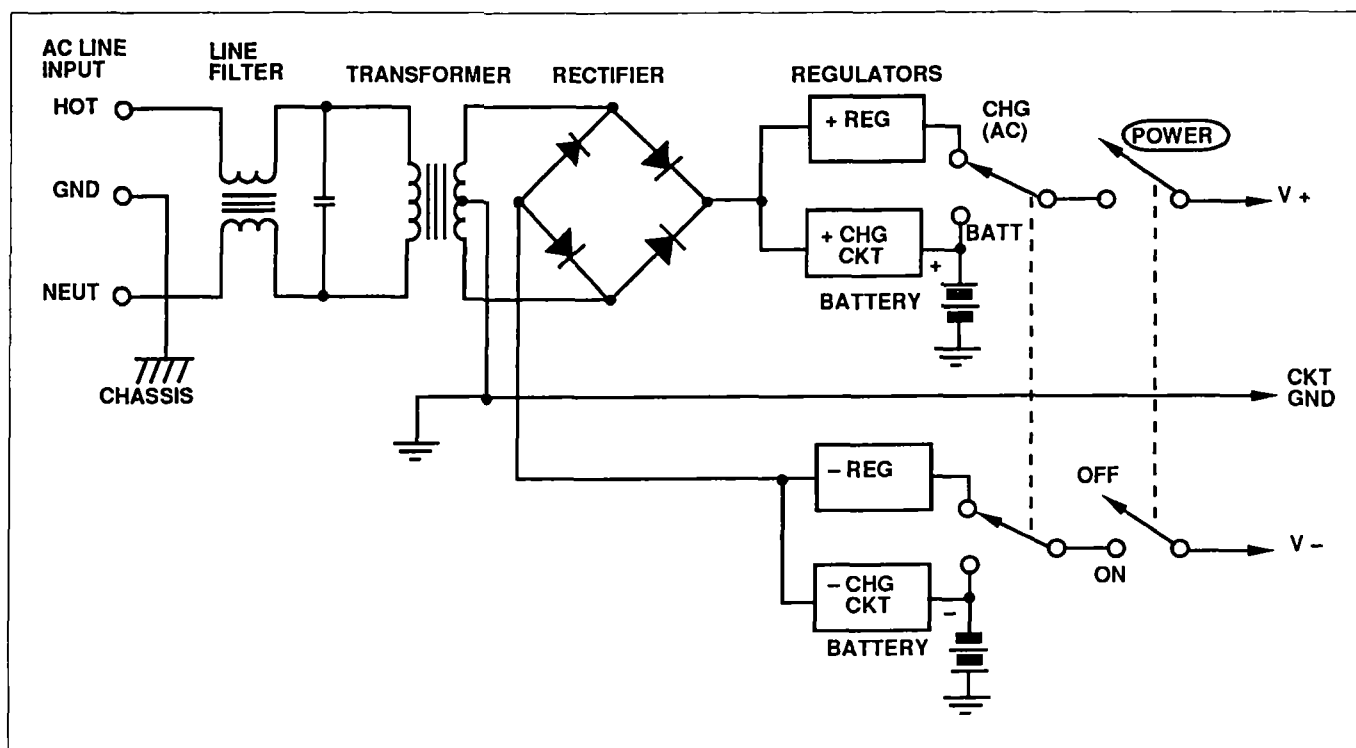 AC LINE
INPUT
LINE
FILTER
TRANSFORMER
RECTIFIER
REGULATORS
HOT
GND
NEUT
CHASSIS
+ REG
CHG
(AC)
POWER
V +
+ CHG
CKT
BATT
+
BATTERY
CKT
GND
– REG
OFF
V –
ON
– CHG
CKT
–
BATTERY